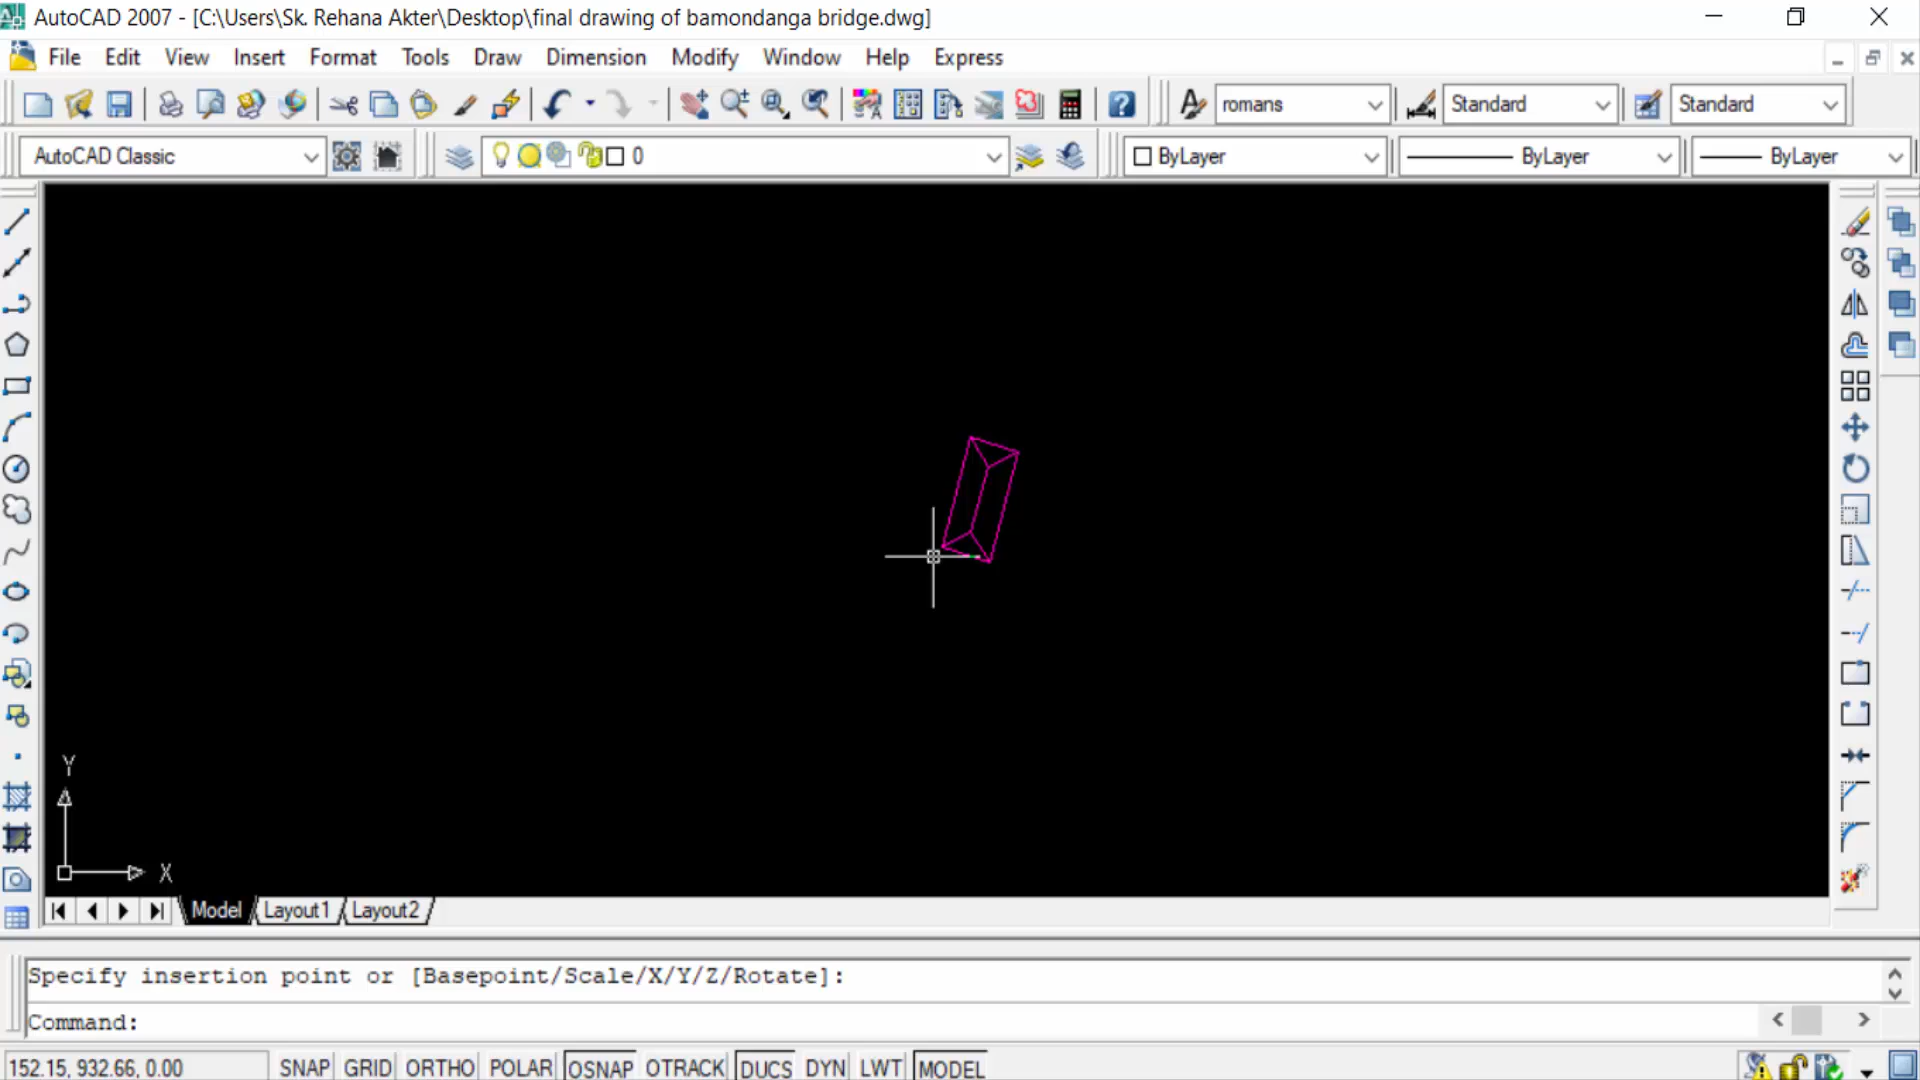 AutoCAD 2007 - [C:\Users\Sk. Rehana Akter\Desktop\final drawing of bamondanga bridge.dwg]
File Edit View Insert Format Tools Draw Dimension Modify Window Help Express
romans Standard Standard
AutoCAD Classic 0 ByLayer ByLayer ByLayer
Y
X
Model Layout1 Layout2
Specify insertion point or [Basepoint/Scale/X/Y/Z/Rotate]:
Command:
152.15, 932.66, 0.00 SNAP GRID ORTHO POLAR OSNAP OTRACK DUCS DYN LWT MODEL